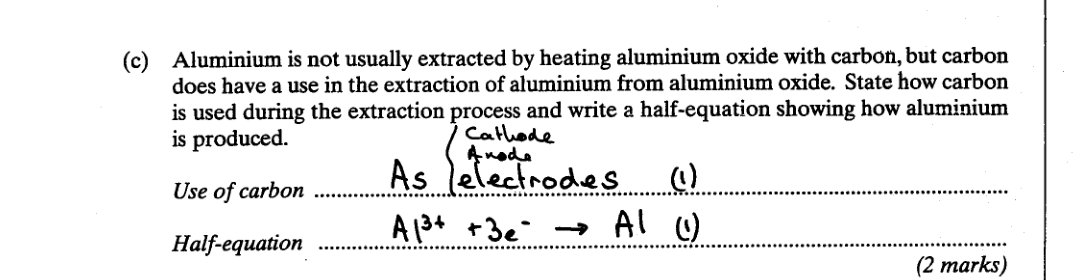 (c) Aluminium is not usually extracted by heating aluminium oxide with carbon, but carbon
does have a use in the extraction of aluminium from aluminium oxide. State how carbon
is used during the extraction process and write a half-equation showing how aluminium
is produced.
Cathode
Anode
Use of carbon As electrodes (1)
Half-equation Al³⁺ + 3e⁻ → Al (1)
(2 marks)